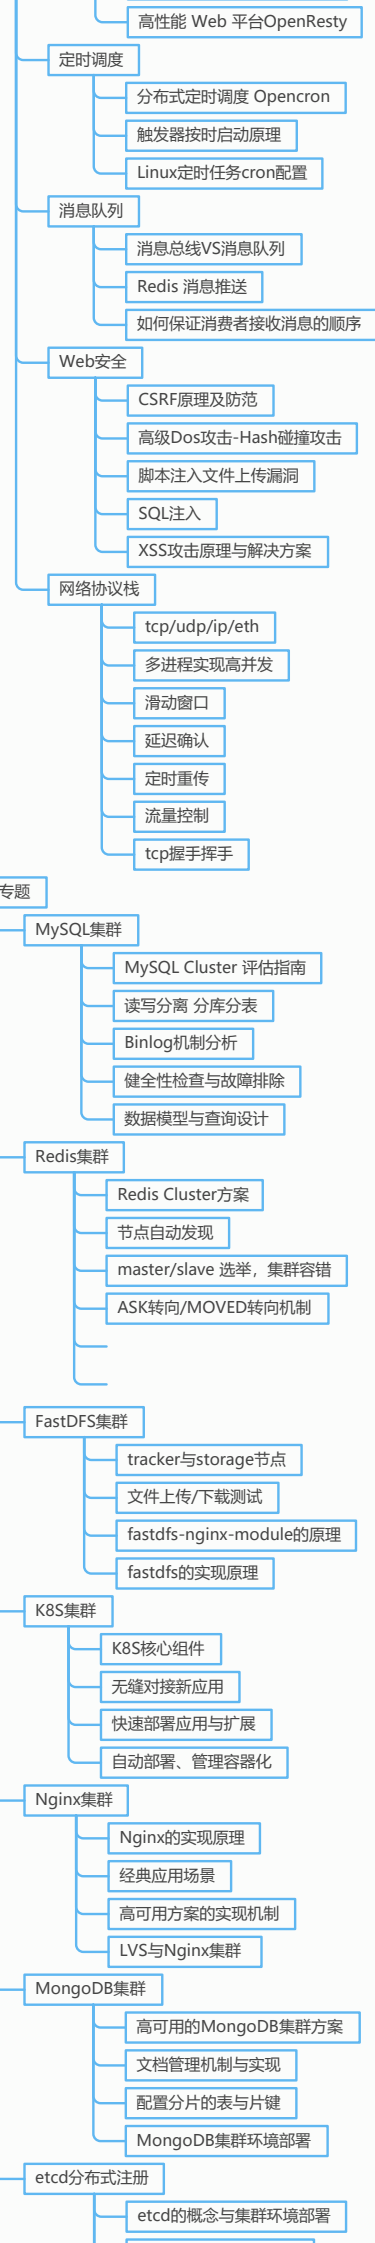 高性能 Web 平台OpenResty
定时调度
分布式定时调度 Opencron
触发器按时启动原理
Linux定时任务cron配置
消息队列
消息总线VS消息队列
Redis 消息推送
如何保证消费者接收消息的顺序
Web安全
CSRF原理及防范
高级Dos攻击-Hash碰撞攻击
脚本注入文件上传漏洞
SQL注入
XSS攻击原理与解决方案
网络协议栈
tcp/udp/ip/eth
多进程实现高并发
滑动窗口
延迟确认
定时重传
流量控制
tcp握手挥手
专题
MySQL集群
MySQL Cluster 评估指南
读写分离 分库分表
Binlog机制分析
健全性检查与故障排除
数据模型与查询设计
Redis集群
Redis Cluster方案
节点自动发现
master/slave 选举，集群容错
ASK转向/MOVED转向机制
FastDFS集群
tracker与storage节点
文件上传/下载测试
fastdfs-nginx-module的原理
fastdfs的实现原理
K8S集群
K8S核心组件
无缝对接新应用
快速部署应用与扩展
自动部署、管理容器化
Nginx集群
Nginx的实现原理
经典应用场景
高可用方案的实现机制
LVS与Nginx集群
MongoDB集群
高可用的MongoDB集群方案
文档管理机制与实现
配置分片的表与片键
MongoDB集群环境部署
etcd分布式注册
etcd的概念与集群环境部署